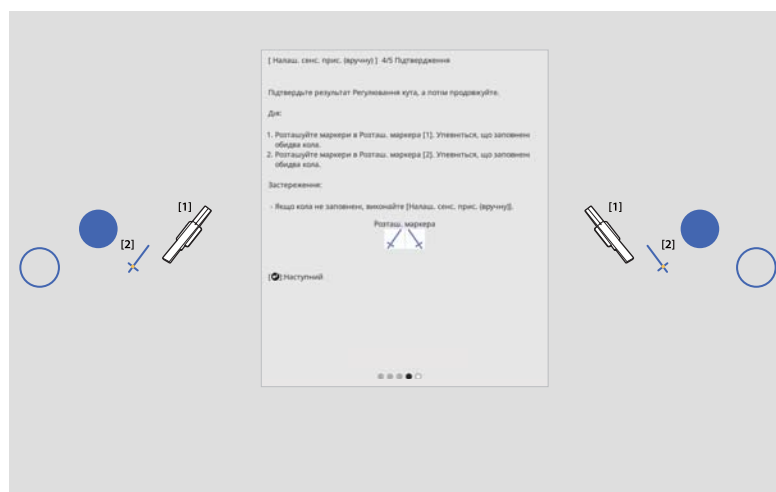 [ Налаш. сенс. прис. (вручну) ] 4/5 Підтвердження
Підтвердьте результат Регулювання кута, а потім продовжуйте.
Дія:
1. Розташуйте маркери в Розташ. маркера [1]. Упевніться, що заповнені
обидва кола.
2. Розташуйте маркери в Розташ. маркера [2]. Упевніться, що заповнені
обидва кола.
Застереження:
- Якщо кола не заповнені, виконайте [Налаш. сенс. прис. (вручну)].
[1]
[1]
Розташ. маркера
[2]
[2]
[ ]:Наступний